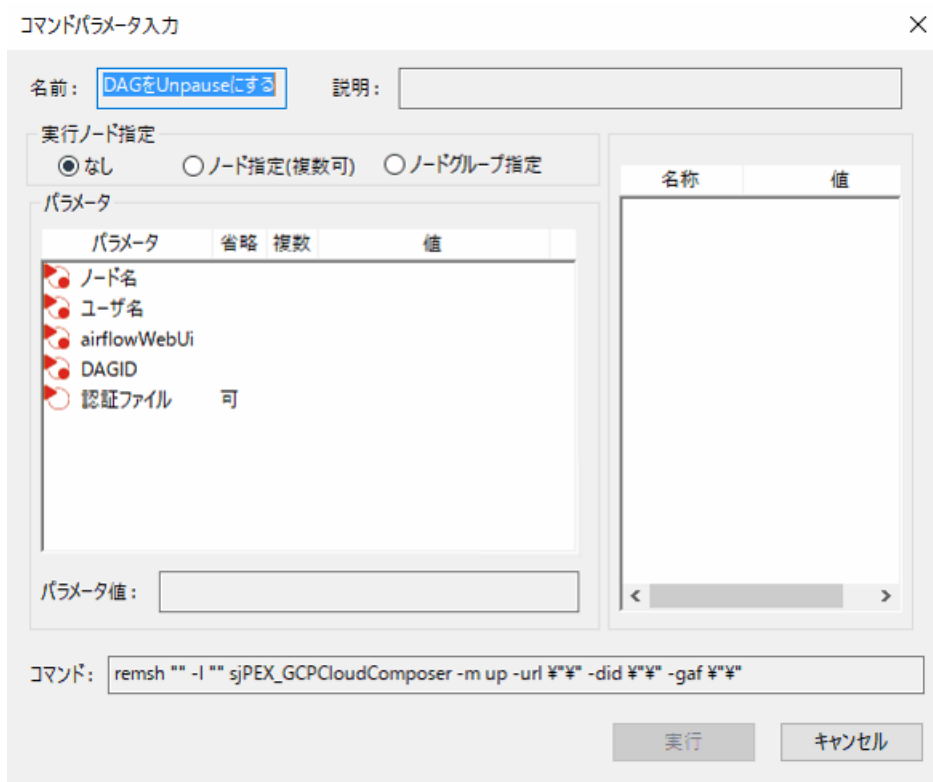 コマンドパラメータ入力
名前： DAGをUnpauseにする 説明：
実行ノード指定
なし ノード指定(複数可) ノードグループ指定
パラメータ
パラメータ 省略 複数 値
ノード名
ユーザ名
airflowWebUi
DAGID
認証ファイル 可
パラメータ値：
名称 値
コマンド： remsh "" -l "" sjPEX_GCPCloudComposer -m up -url ¥"¥" -did ¥"¥" -gaf ¥"¥"
実行 キャンセル